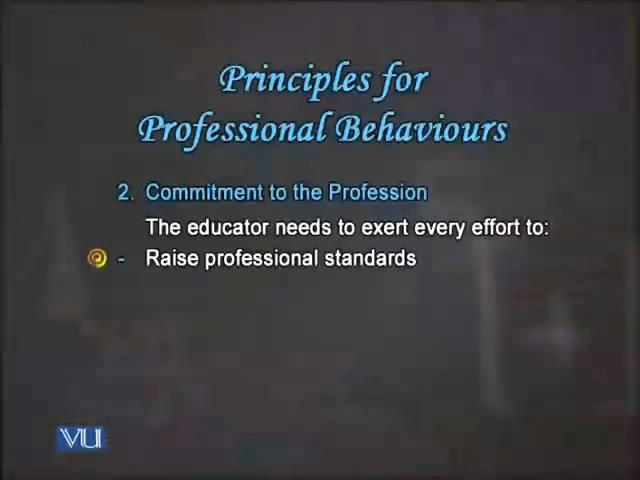 Principles for
Professional Behaviours
2. Commitment to the Profession
The educator needs to exert every effort to:
- Raise professional standards
VU